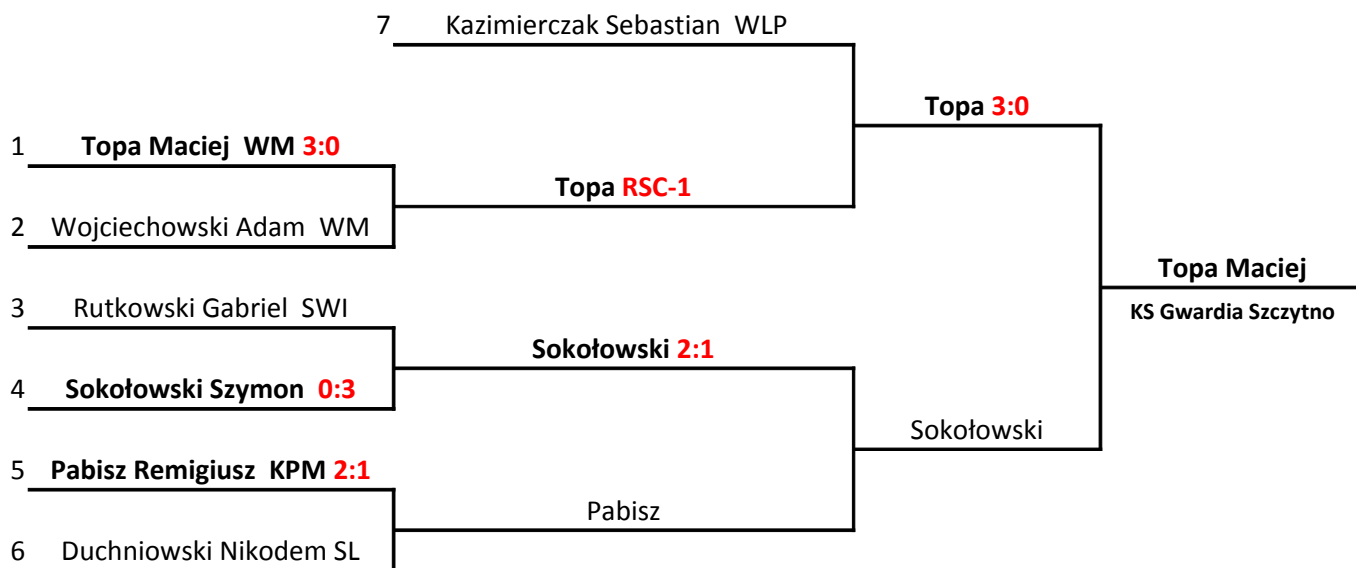 7 Kazimierczak Sebastian WLP
Topa 3:0
1 Topa Maciej WM 3:0
Topa RSC-1
2 Wojciechowski Adam WM
Topa Maciej
3 Rutkowski Gabriel SWI
KS Gwardia Szczytno
Sokołowski 2:1
4 Sokołowski Szymon 0:3
Sokołowski
5 Pabisz Remigiusz KPM 2:1
Pabisz
6 Duchniowski Nikodem SL